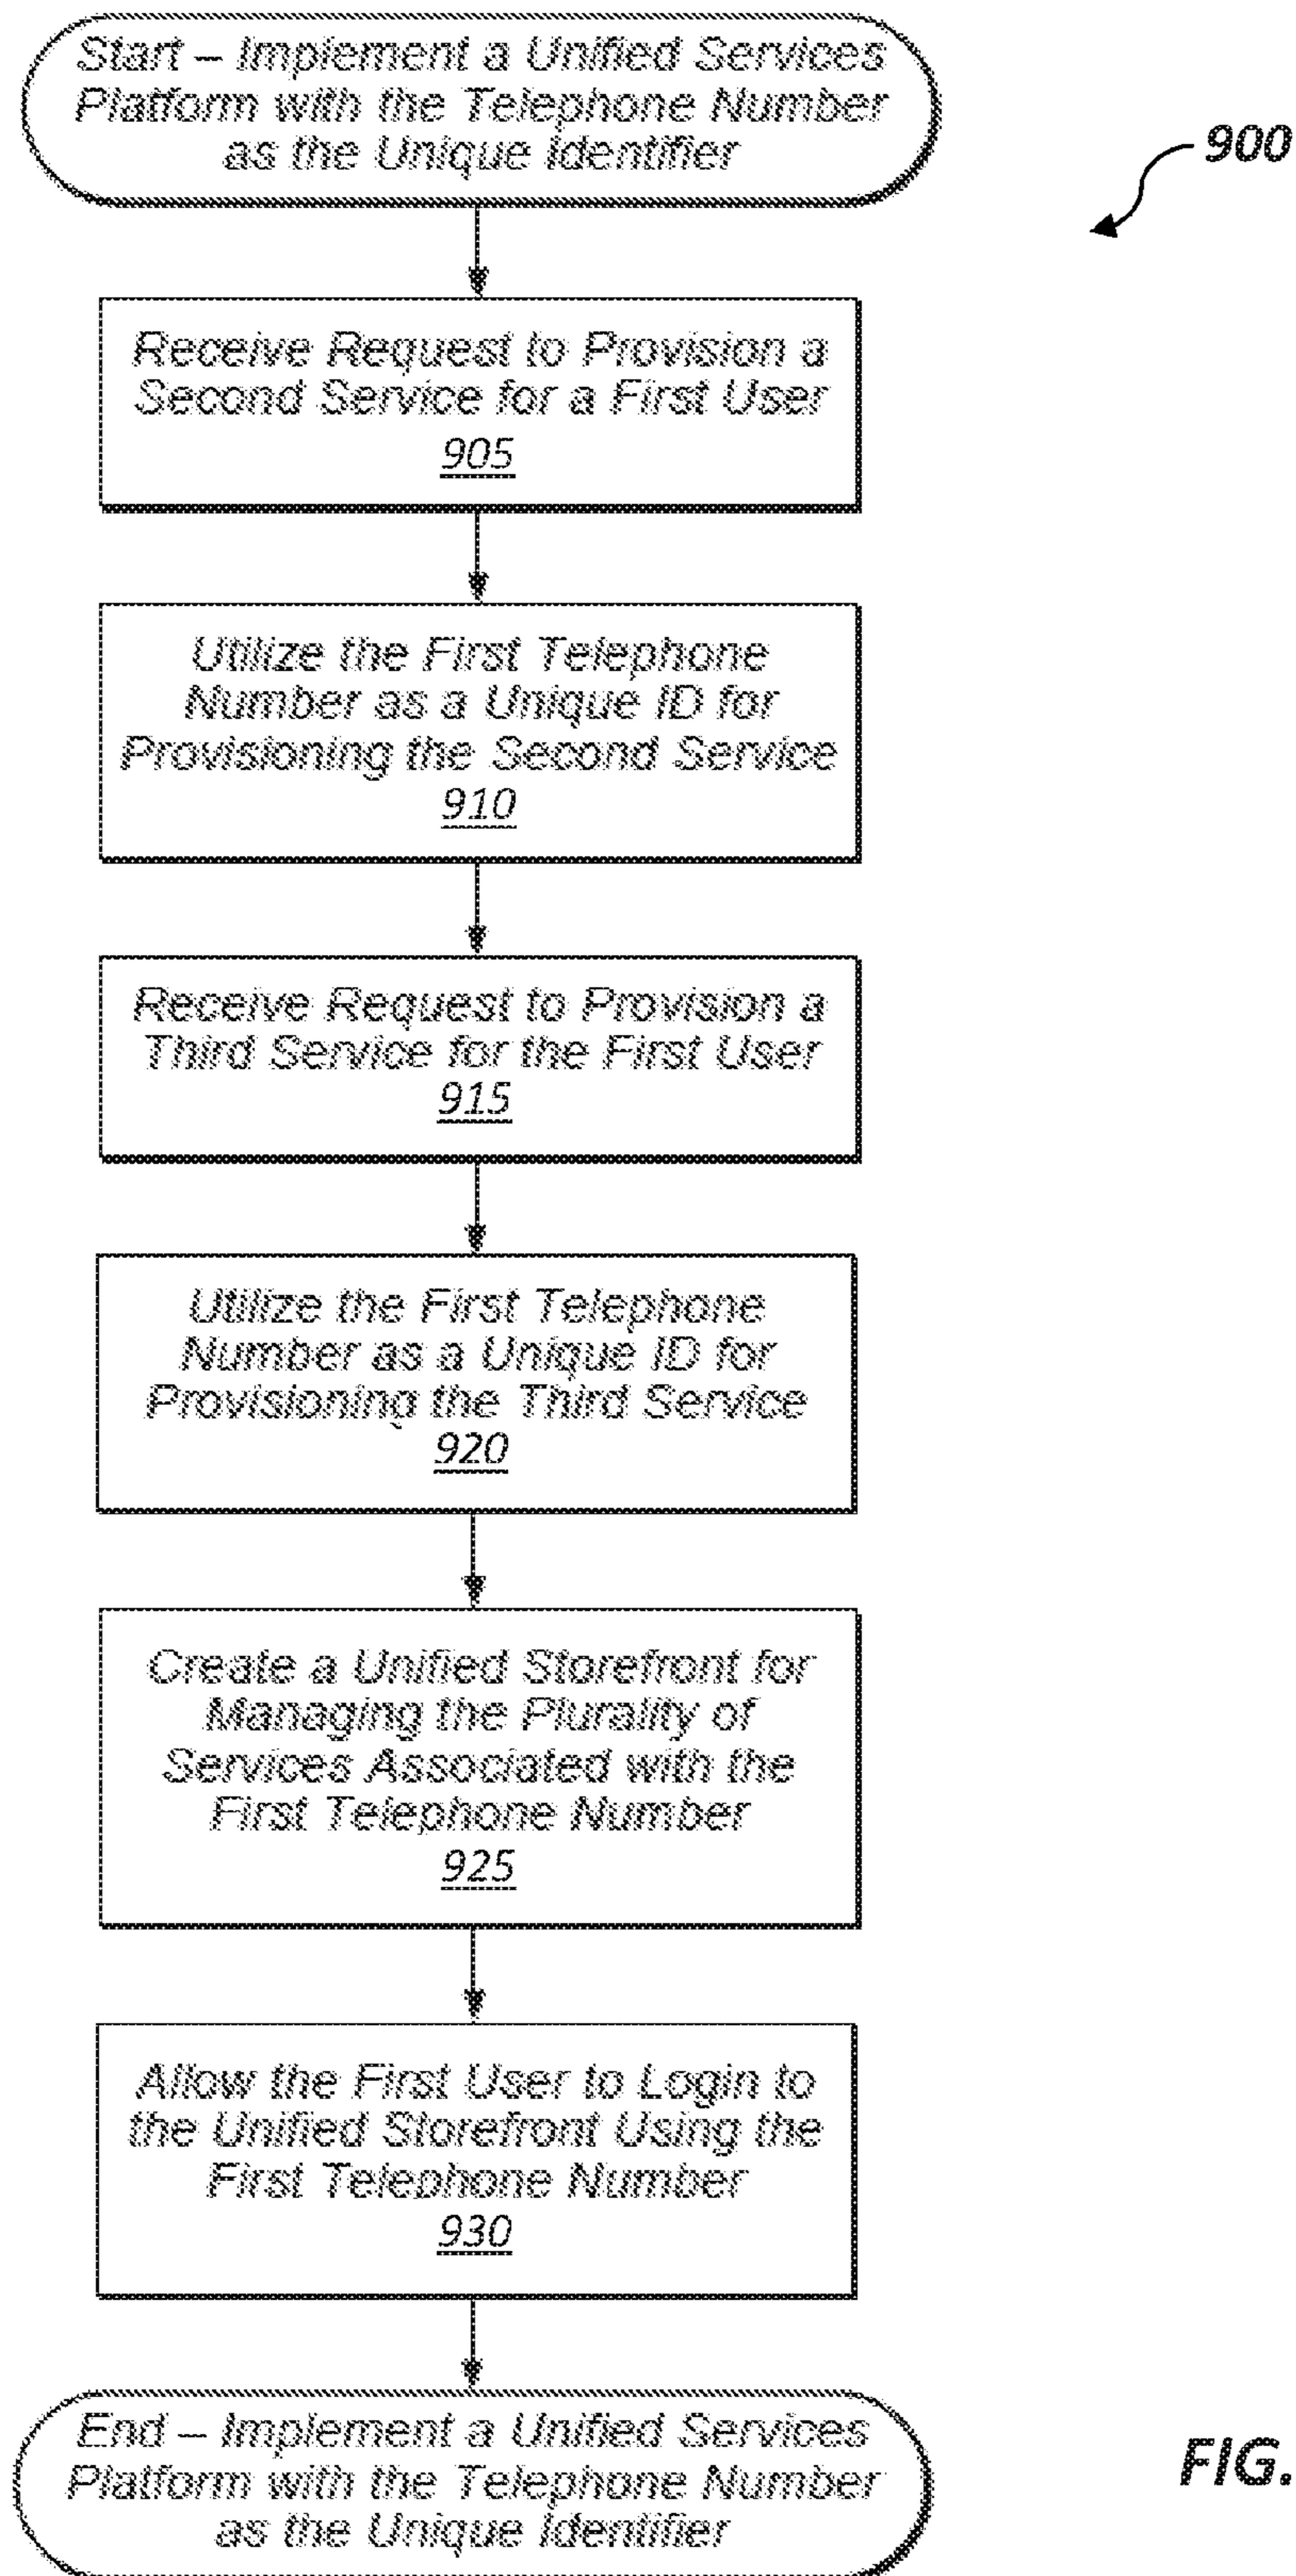 Start – Implement a Unified Services
Platform with the Telephone Number
as the Unique Identifier
900
Receive Request to Provision a
Second Service for a First User
905
Utilize the First Telephone
Number as a Unique ID for
Provisioning the Second Service
910
Receive Request to Provision a
Third Service for the First User
915
Utilize the First Telephone
Number as a Unique ID for
Provisioning the Third Service
920
Create a Unified Storefront for
Managing the Plurality of
Services Associated with the
First Telephone Number
925
Allow the First User to Login to
the Unified Storefront Using the
First Telephone Number
930
End – Implement a Unified Services
Platform with the Telephone Number
as the Unique Identifier
FIG.